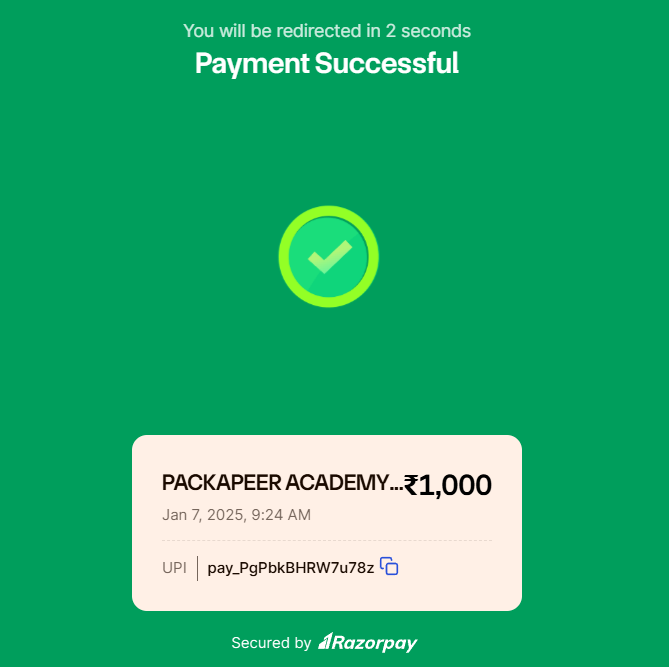 You will be redirected in 2 seconds
Payment Successful
PACKAPEER ACADEMY...₹1,000
Jan 7, 2025, 9:24 AM
UPI pay_PgPbkBHRW7u78z
Secured by Razorpay